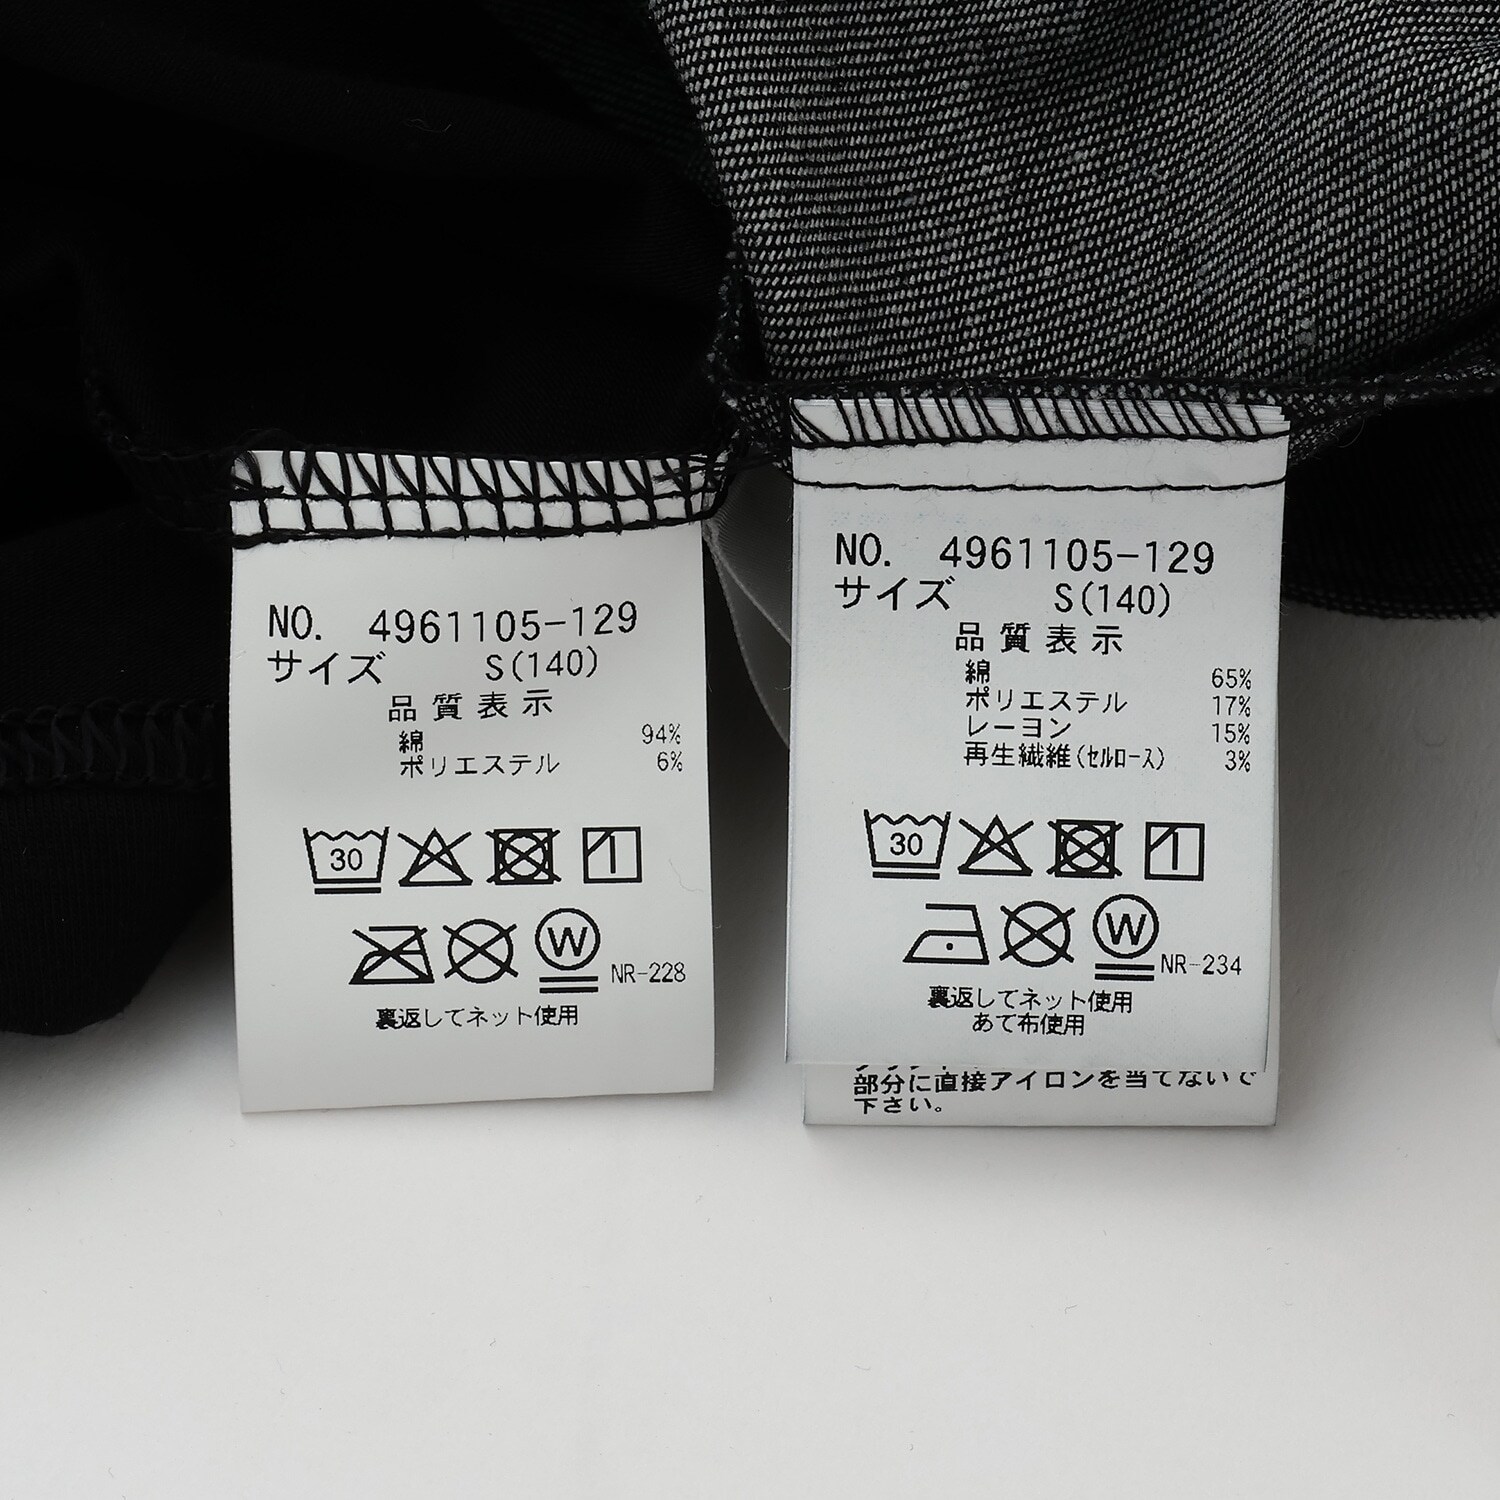 NO. 4961105-129
サイズ S(140)
品質表示
綿 94%
ポリエステル 6%
30
W
NR-228
裏返してネット使用
NO. 4961105-129
サイズ S(140)
品質表示
綿 65%
ポリエステル 17%
レーヨン 15%
再生繊維(セルロース) 3%
30
W
NR-234
裏返してネット使用
あて布使用
部分に直接アイロンを当てないで
下さい。